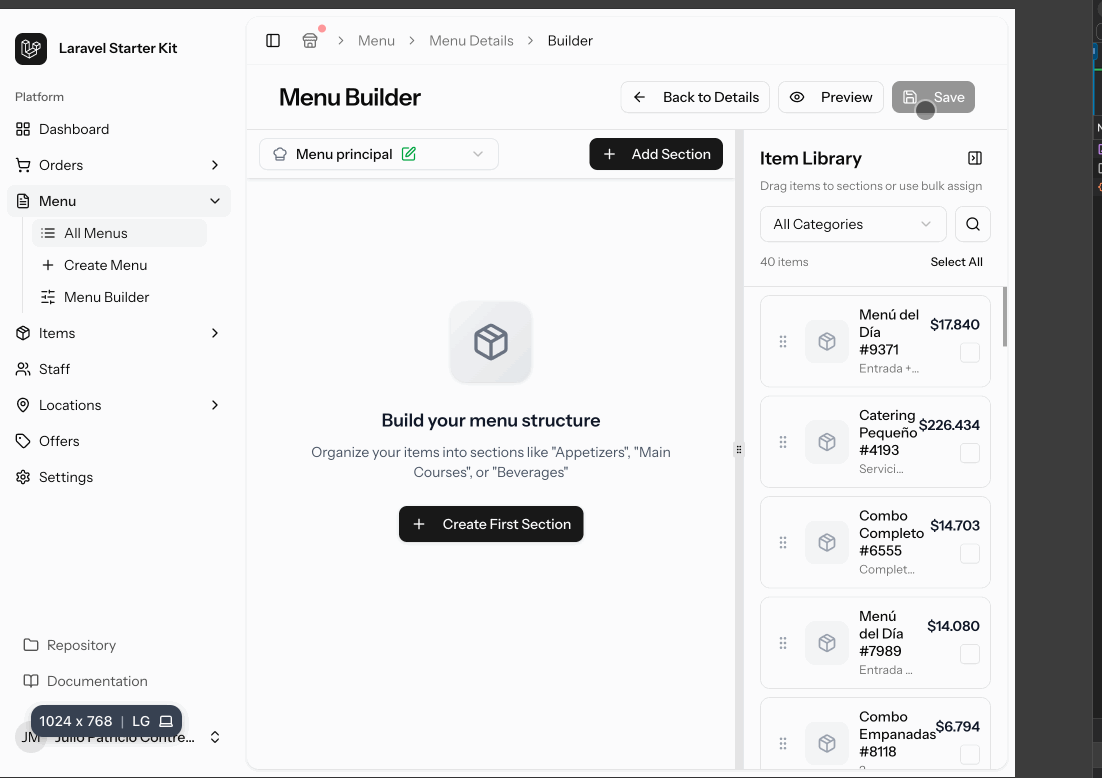 Laravel Starter Kit
Platform
Dashboard
Orders
Menu
All Menus
Create Menu
Menu Builder
Items
Staff
Locations
Offers
Settings
Repository
Documentation
1024 x 768 | LG
JM
Menu
Menu Details
Builder
Menu Builder
Back to Details
Preview
Save
Menu principal
Add Section
Build your menu structure
Organize your items into sections like "Appetizers", "Main
Courses", or "Beverages"
Create First Section
Item Library
Drag items to sections or use bulk assign
All Categories
40 items
Select All
Menú del
Día
#9371
Entrada +...
$17.840
Catering
Pequeño
#4193
Servici...
$226.434
Combo
Completo
#6555
Complet...
$14.703
Menú
del Día
#7989
Entrada ...
$14.080
Combo
Empanadas
#8118
$6.794